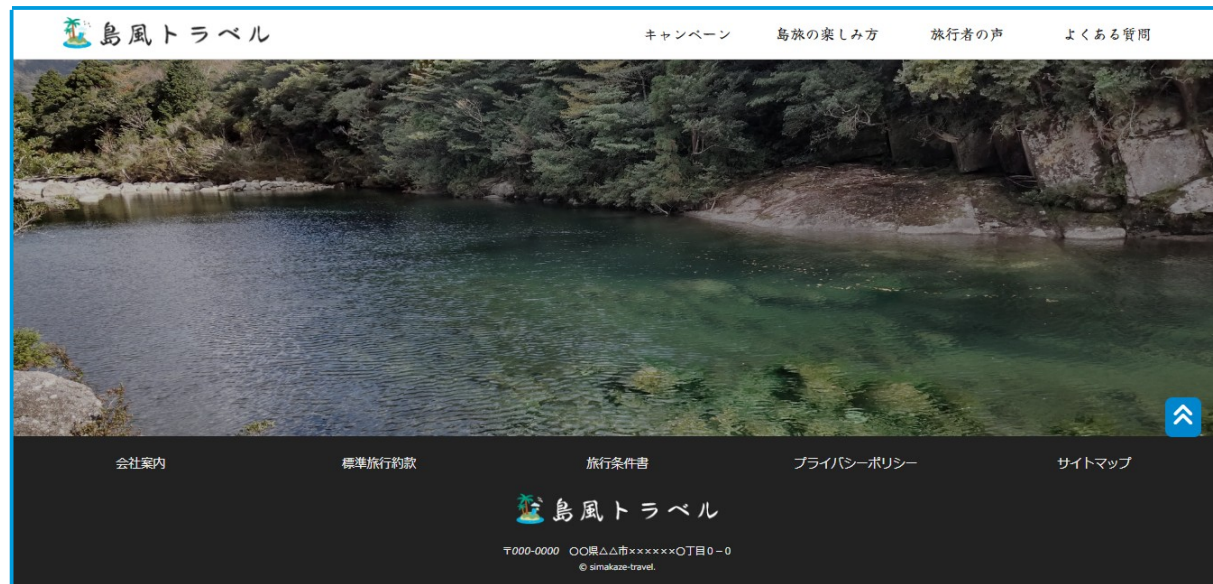 島風トラベル
キャンペーン 島旅の楽しみ方 旅行者の声 よくある質問
会社案内 標準旅行約款 旅行条件書 プライバシーポリシー サイトマップ
島風トラベル
〒000-0000 〇〇県△△市××××××〇丁目０−０
© simakaze-travel.